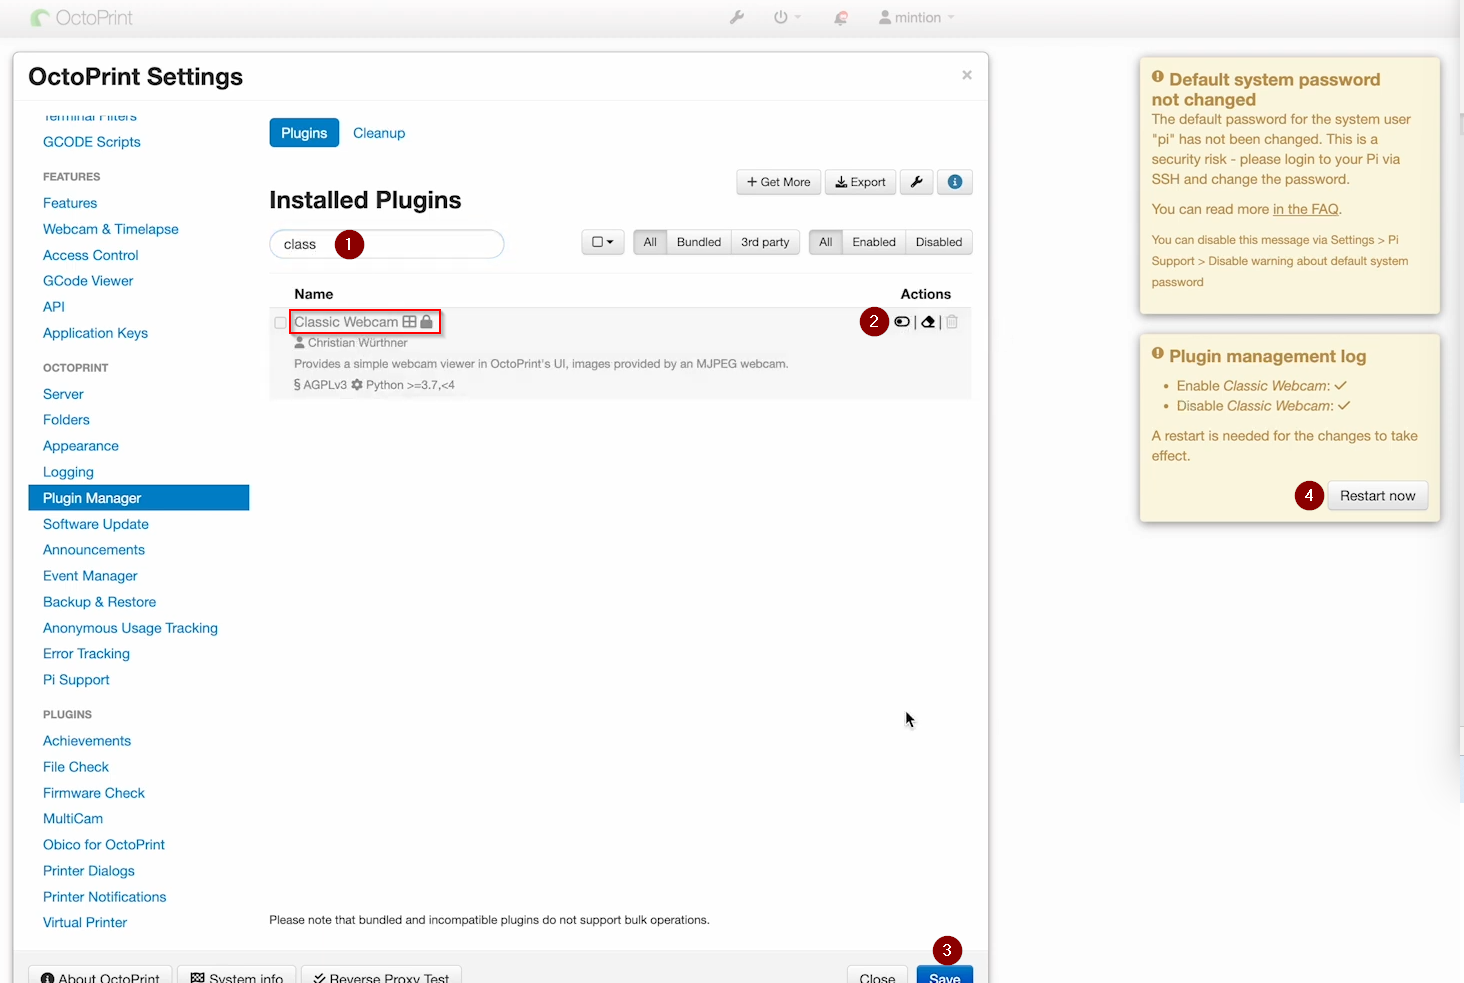 OctoPrint
mintion
OctoPrint Settings
×
Terminal Filters
GCODE Scripts
FEATURES
Features
Webcam & Timelapse
Access Control
GCode Viewer
API
Application Keys
OCTOPRINT
Server
Folders
Appearance
Logging
Plugin Manager
Software Update
Announcements
Event Manager
Backup & Restore
Anonymous Usage Tracking
Error Tracking
Pi Support
PLUGINS
Achievements
File Check
Firmware Check
MultiCam
Obico for OctoPrint
Printer Dialogs
Printer Notifications
Virtual Printer
Plugins Cleanup
+ Get More Export
Installed Plugins
class 1
All Bundled 3rd party All Enabled Disabled
Name Actions
Classic Webcam 2
Christian Würthner
Provides a simple webcam viewer in OctoPrint's UI, images provided by an MJPEG webcam.
§ AGPLv3 Python >=3.7,<4
Please note that bundled and incompatible plugins do not support bulk operations.
3
About OctoPrint System info Reverse Proxy Test Close Save
Default system password
not changed
The default password for the system user
"pi" has not been changed. This is a
security risk - please login to your Pi via
SSH and change the password.
You can read more in the FAQ.
You can disable this message via Settings > Pi
Support > Disable warning about default system
password
Plugin management log
• Enable Classic Webcam: ✓
• Disable Classic Webcam: ✓
A restart is needed for the changes to take
effect.
4 Restart now